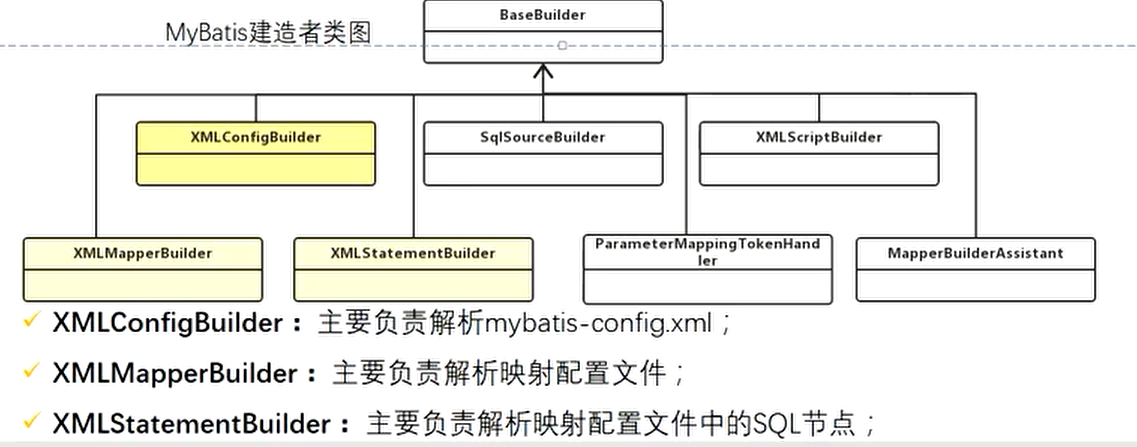 BaseBuilder
MyBatis建造者类图
XMLConfigBuilder
SqlSourceBuilder
XMLScriptBuilder
XMLMapperBuilder
XMLStatementBuilder
ParameterMappingTokenHand
ler
MapperBuilderAssistant
XMLConfigBuilder：主要负责解析mybatis-config.xml；
XMLMapperBuilder：主要负责解析映射配置文件；
XMLStatementBuilder：主要负责解析映射配置文件中的SQL节点；